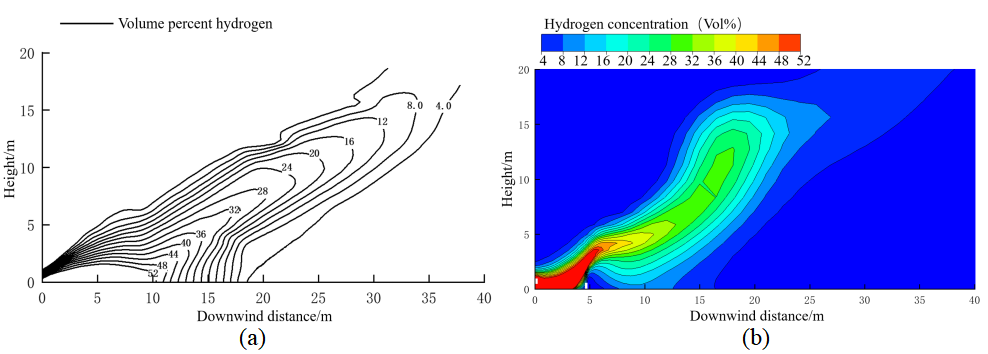 Volume percent hydrogen
20
15
10
5
0
Height/m
8.0
4.0
12
16
20
24
28
32
36
40
44
48
52
0 5 10 15 20 25 30 35 40
Downwind distance/m
(a)
Hydrogen concentration（Vol%）
4 8 12 16 20 24 28 32 36 40 44 48 52
20
15
10
5
0
Height/m
0 5 10 15 20 25 30 35 40
Downwind distance/m
(b)